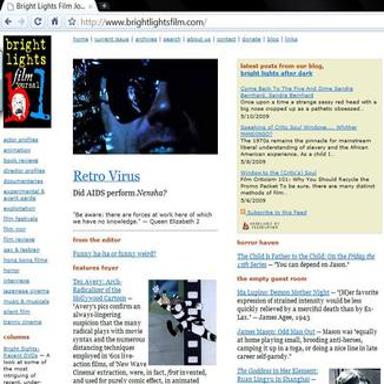 Bright Lights Film Jo...
http://www.brightlightsfilm.com/
home | current issue | archives | search | about us | contact | donate | blog | links
bright
lights
film
journal
actor profiles
animation
book reviews
director profiles
documentaries
experimental &
avant garde
exploitation
film festivals
film noir
film reviews
gay & lesbian
hong kong films
horror
interviews
japanese cinema
music & musicals
silent film
tranny cinema
columns
Bright Lights:
Recent DVDs — A
look at some of
the most
intriguing of
recent, under-
Retro Virus
Did AIDS perform Nensha?
"Be aware: there are forces at work here of which
we have no knowledge." — Queen Elizabeth 2
from the editor
Funny ha-ha or funny weird?
features foyer
Tex Avery: Arch-
Radicalizer of the
Hollywood Cartoon —
"Avery's pics confirm an
always-lingering
suspicion that the many
radical plays with movie
syntax and the numerous
distancing technique
employed in '60s live-
action films, of 'New Wave
Cinema' extraction, were, in fact, first invented,
and used for purely comic effect, in animated
latest posts from our blog,
bright lights after dark
Come Back To The Five And Dime Sandra
Bernhard, Sandra Bernhard
Once upon a time a strange sassy red head with a
big nose cropped up as a pathetic obsessed...
5/10/2009
Speaking of Critic Soul Windows.... Whither
MANDINGO?
The 1970s remains the pinnacle for mainstream
liberal understanding of slavery and the African
American experience. As a child I...
5/9/2009
Window to the (Critic's) Soul
Film Criticism 101: Why You Should Recycle the
Promo Packet To be sure, there are many distinct
methods of film...
5/6/2009
Subscribe to this feed
horror haven
A Child Is Father to the Chic: On the Friday the
13th Series — "You can depend on Jason."
the empty guest room
Ida Lupino: Demon Mother Night — "[H]er favorite
expression of strained intensity would be less
quickly relieved by a merciful death than by Ex-
Lax." — James Agee, 1943
James Mason: Odd Man Out — Mason was "equally
at home playing small, brooding anti-heroes,
camping it up in a toga, or doing a nice line in late
career self-parody."
The Goddess in Her Element:
Ruan Lingyu in Shanghai